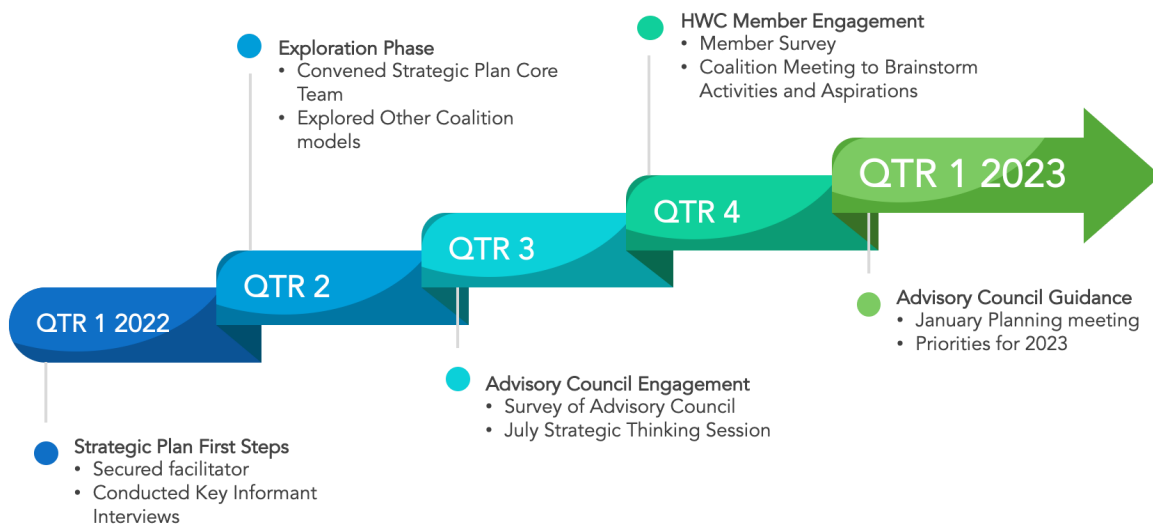 HWC Member Engagement
• Member Survey
• Coalition Meeting to Brainstorm
Activities and Aspirations
Exploration Phase
• Convened Strategic Plan Core
Team
• Explored Other Coalition
models
QTR 1 2022
QTR 2
QTR 3
QTR 4
QTR 1 2023
Advisory Council Guidance
• January Planning meeting
• Priorities for 2023
Advisory Council Engagement
• Survey of Advisory Council
• July Strategic Thinking Session
Strategic Plan First Steps
• Secured facilitator
• Conducted Key Informant
Interviews